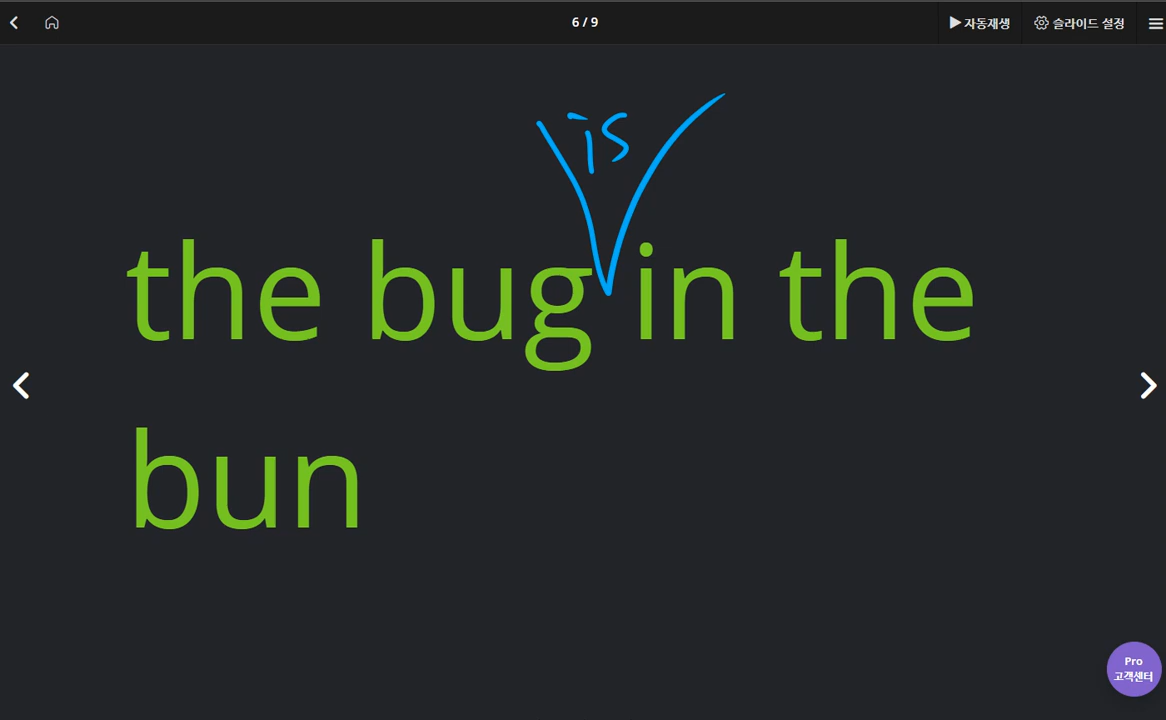 6 / 9
자동재생
슬라이드 설정
is
the bug in the
bun
Pro
고객센터